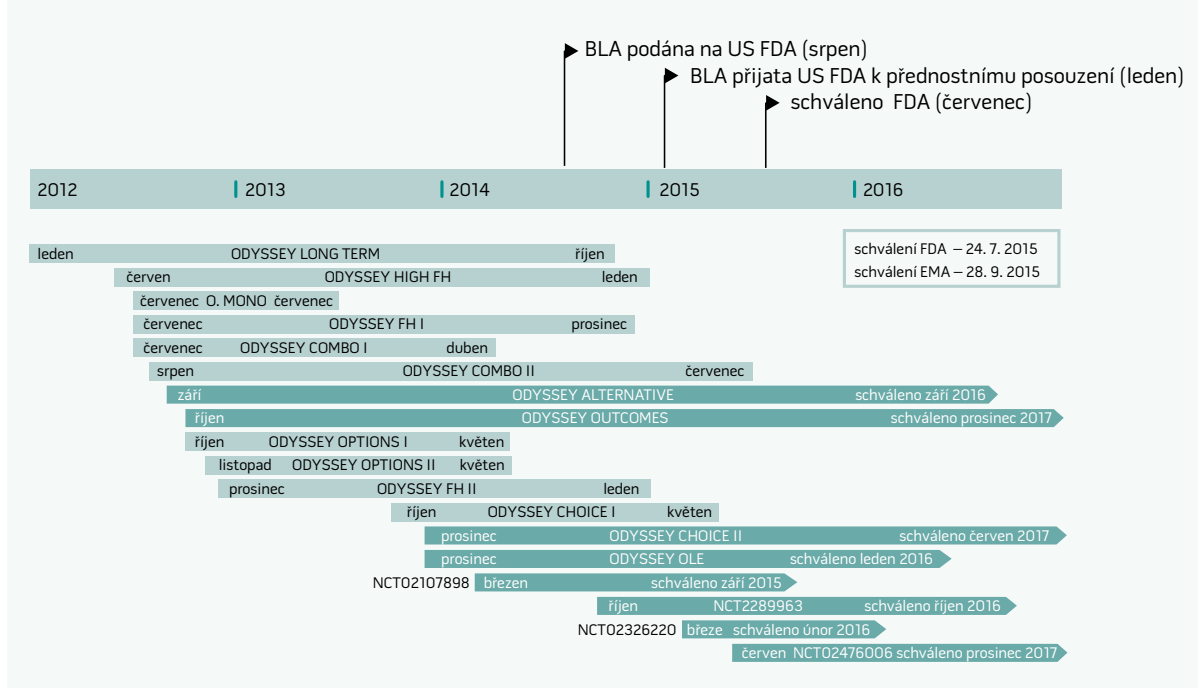 BLA podána na US FDA (srpen)
BLA přijata US FDA k přednostnímu posouzení (leden)
schváleno FDA (červenec)
2012 2013 2014 2015 2016
schválení FDA – 24. 7. 2015
schválení EMA – 28. 9. 2015
leden ODYSSEY LONG TERM říjen
červen ODYSSEY HIGH FH leden
červenec O. MONO červenec
červenec ODYSSEY FH I prosinec
červenec ODYSSEY COMBO I duben
srpen ODYSSEY COMBO II červenec
září ODYSSEY ALTERNATIVE schváleno září 2016
říjen ODYSSEY OUTCOMES schváleno prosinec 2017
říjen ODYSSEY OPTIONS I květen
listopad ODYSSEY OPTIONS II květen
prosinec ODYSSEY FH II leden
říjen ODYSSEY CHOICE I květen
prosinec ODYSSEY CHOICE II schváleno červen 2017
prosinec ODYSSEY OLE schváleno leden 2016
NCT02107898 březen schváleno září 2015
říjen NCT2289963 schváleno říjen 2016
NCT02326220 březe schváleno únor 2016
červen NCT02476006 schváleno prosinec 2017